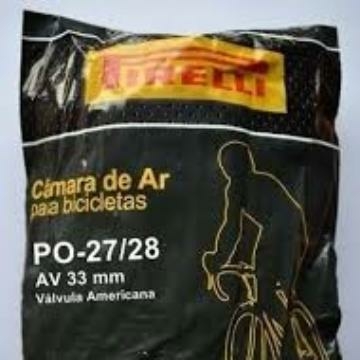 PIRELLI
Câmara de Ar
para bicicletas
PO-27/28
AV 33 mm
Válvula Americana